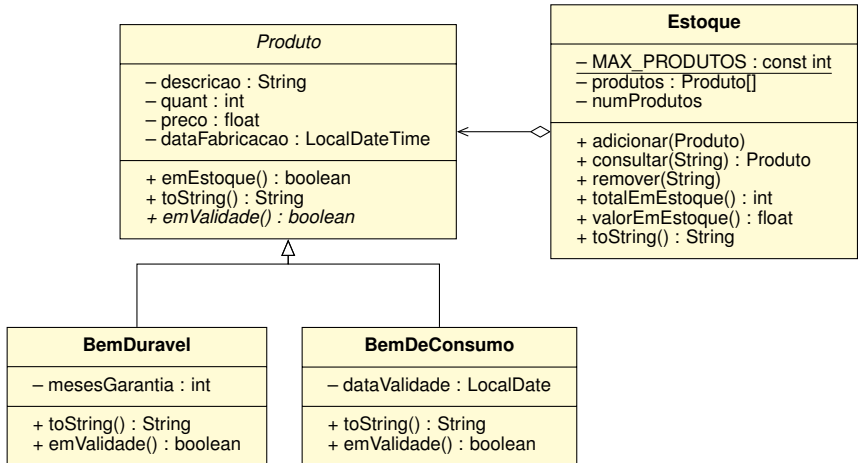 Produto
– descricao : String
– quant : int
– preco : float
– dataFabricacao : LocalDateTime
+ emEstoque() : boolean
+ toString() : String
+ emValidade() : boolean
Estoque
– MAX_PRODUTOS : const int
– produtos : Produto[]
– numProdutos
+ adicionar(Produto)
+ consultar(String) : Produto
+ remover(String)
+ totalEmEstoque() : int
+ valorEmEstoque() : float
+ toString() : String
BemDuravel
– mesesGarantia : int
+ toString() : String
+ emValidade() : boolean
BemDeConsumo
– dataValidade : LocalDate
+ toString() : String
+ emValidade() : boolean